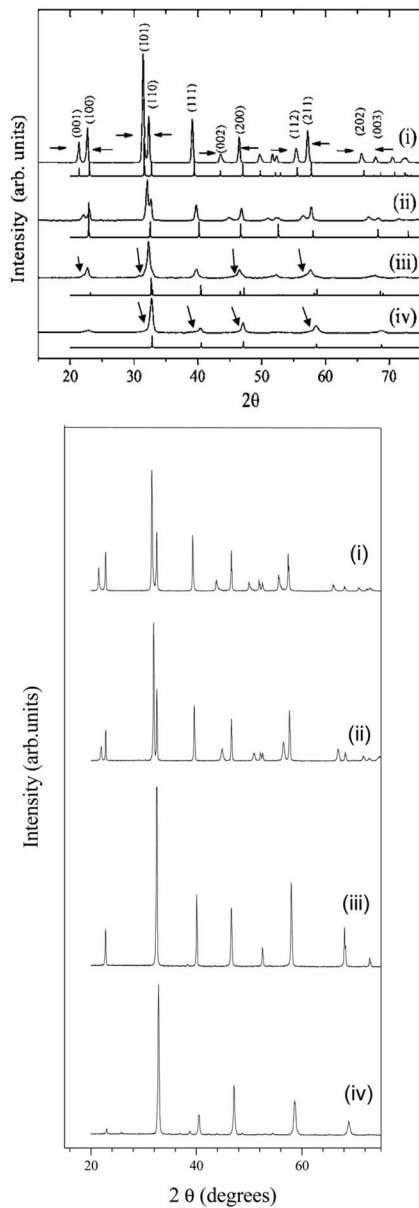 (101)
(001)
(100)
(110)
(111)
(002)
(200)
(112)
(211)
(202)
(003)
(i)
(ii)
(iii)
(iv)
Intensity (arb. units)
20 30 40 50 60 70
2θ
(i)
(ii)
(iii)
(iv)
Intensity (arb.units)
20 40 60
2 θ (degrees)